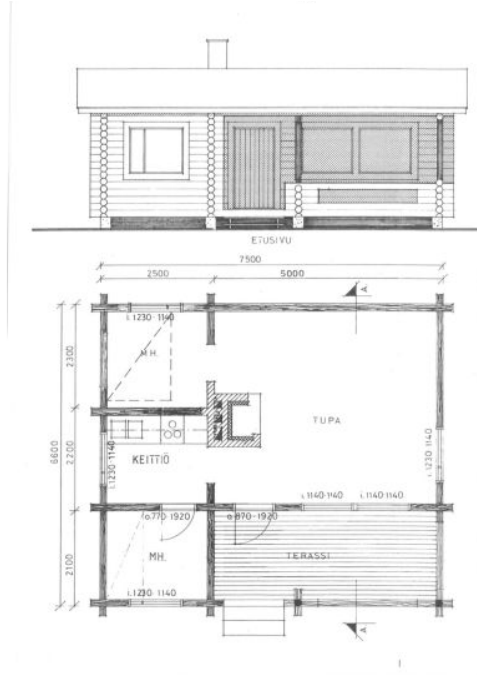 ETUSIVU
7500
2500
5000
A
i.1230-1140
2300
M.H.
TUPA
6600
2200
KEITTIÖ
i.1230-1140
i.1230-1140
i.1140-1140
i.1140-1140
o.770-1920
o.870-1920
2100
MH.
TERASSI
i.1230-1140
A